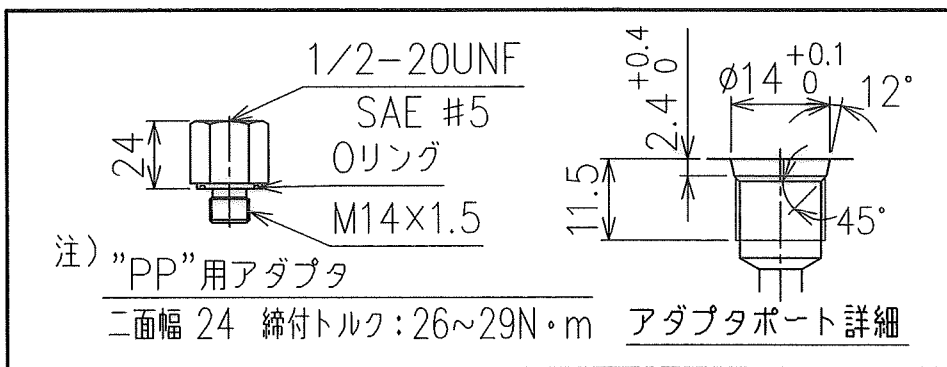 1/2-20UNF
SAE #5
Oリング
24
M14×1.5
注)
"PP"用アダプタ
二面幅 24 締付トルク:26~29N・m
+0.4
0
2.4
φ14 +0.1
0
12°
11.5
45°
アダプタポート詳細